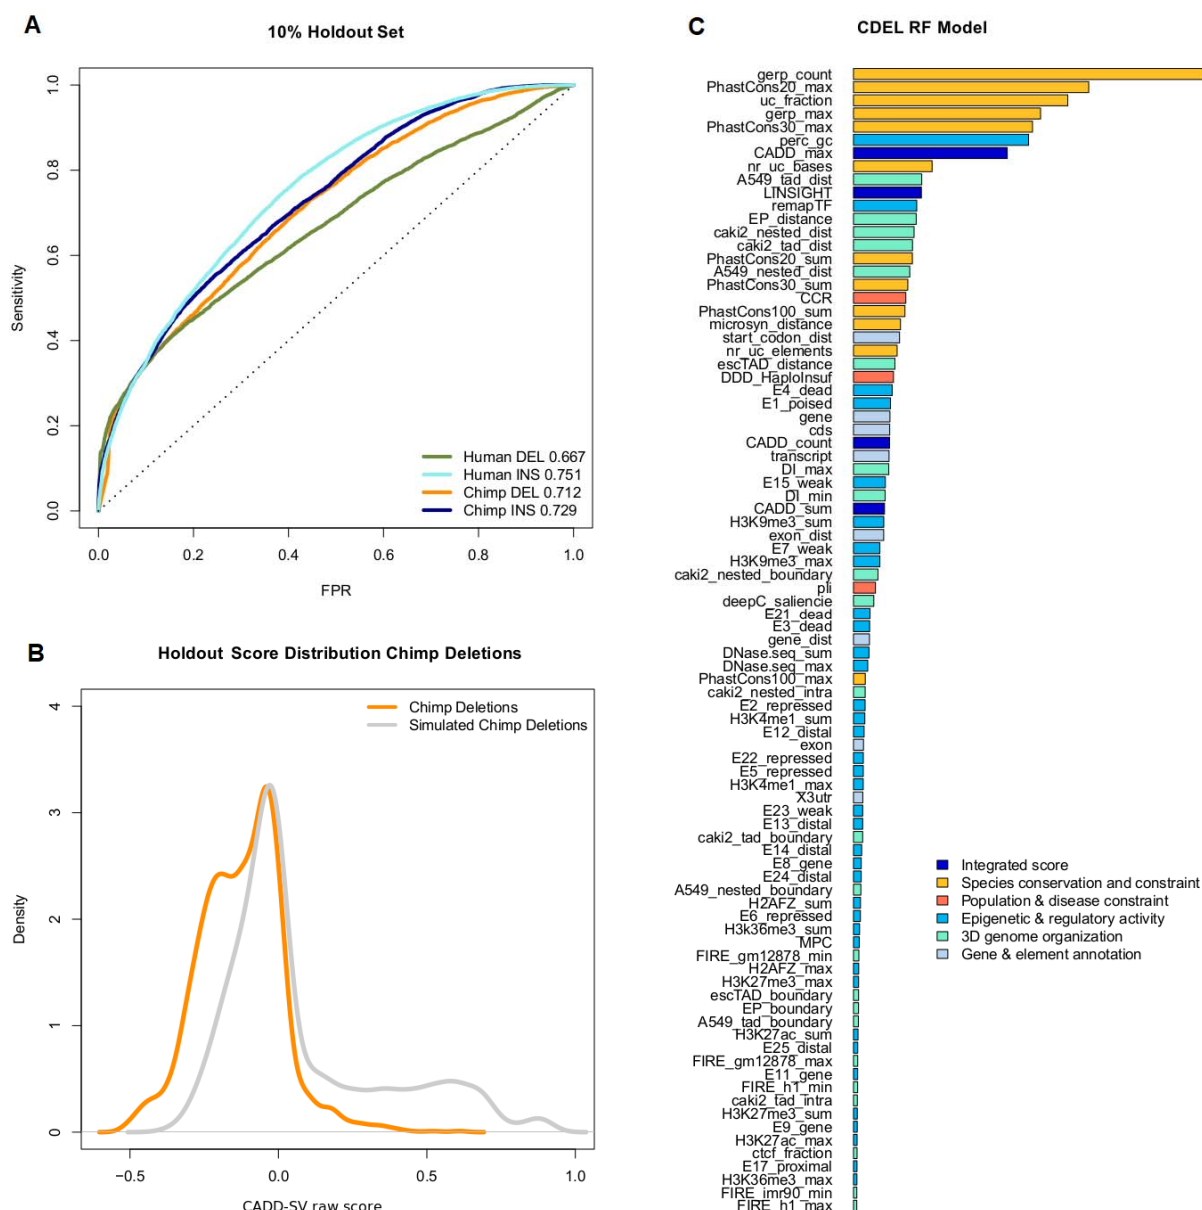 A
10% Holdout Set
1.0
0.8
0.6
0.4
0.2
0.0
Sensitivity
0.0
0.2
0.4
0.6
0.8
1.0
FPR
Human DEL 0.667
Human INS 0.751
Chimp DEL 0.712
Chimp INS 0.729
B
Holdout Score Distribution Chimp Deletions
4
3
2
1
0
Density
Chimp Deletions
Simulated Chimp Deletions
−0.5
0.0
0.5
1.0
CADD-SV raw score
C
CDEL RF Model
gerp_count
PhastCons20_max
uc_fraction
gerp_max
PhastCons30_max
perc_gc
CADD_max
nr_uc_bases
A549_tad_dist
LINSIGHT
remapTF
EP_distance
caki2_nested_dist
caki2_tad_dist
PhastCons20_sum
A549_nested_dist
PhastCons30_sum
CCR
PhastCons100_sum
microsyn_distance
start_codon_dist
nr_uc_elements
escTAD_distance
DDD_HaploInsuf
E4_dead
E1_poised
gene
cds
CADD_count
transcript
DI_max
E15_weak
DI_min
CADD_sum
H3K9me3_sum
exon_dist
E7_weak
H3K9me3_max
caki2_nested_boundary
pli
deepC_saliencie
E21_dead
E3_dead
gene_dist
DNase.seq_sum
DNase.seq_max
PhastCons100_max
caki2_nested_intra
E2_repressed
H3K4me1_sum
E12_distal
exon
E22_repressed
E5_repressed
H3K4me1_max
X3utr
E23_weak
E13_distal
caki2_tad_boundary
E14_distal
E8_gene
E24_distal
A549_nested_boundary
H2AFZ_sum
E6_repressed
H3k36me3_sum
MPC
FIRE_gm12878_min
H2AFZ_max
H3K27me3_max
escTAD_boundary
EP_boundary
A549_tad_boundary
H3K27ac_sum
E25_distal
FIRE_gm12878_max
E11_gene
FIRE_h1_min
caki2_tad_intra
H3K27me3_sum
E9_gene
H3K27ac_max
ctcf_fraction
E17_proximal
H3K36me3_max
FIRE_imr90_min
FIRE_h1_max
Integrated score
Species conservation and constraint
Population & disease constraint
Epigenetic & regulatory activity
3D genome organization
Gene & element annotation